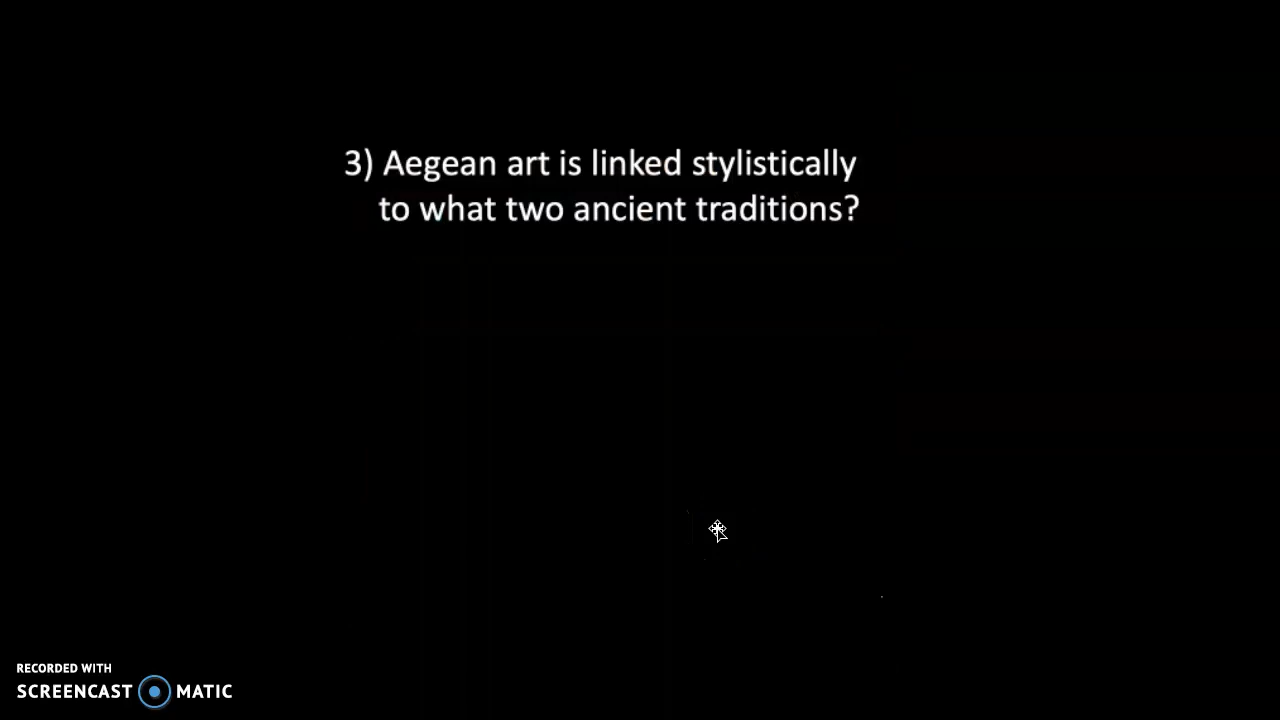 3) Aegean art is linked stylistically
to what two ancient traditions?
RECORDED WITH
SCREENCAST MATIC